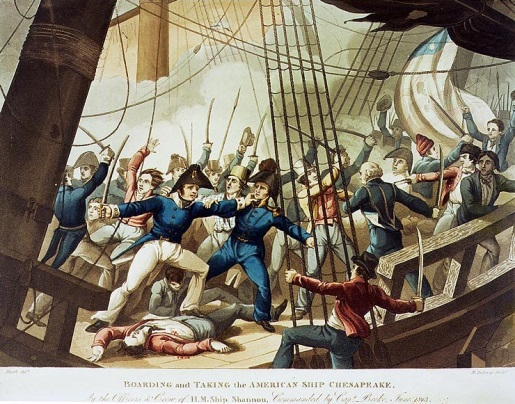 BOARDING and TAKING the AMERICAN SHIP CHESAPEAKE,
by the Officers & Crew of H.M. Ship Shannon, Commanded by Capt. Broke, June, 1813.